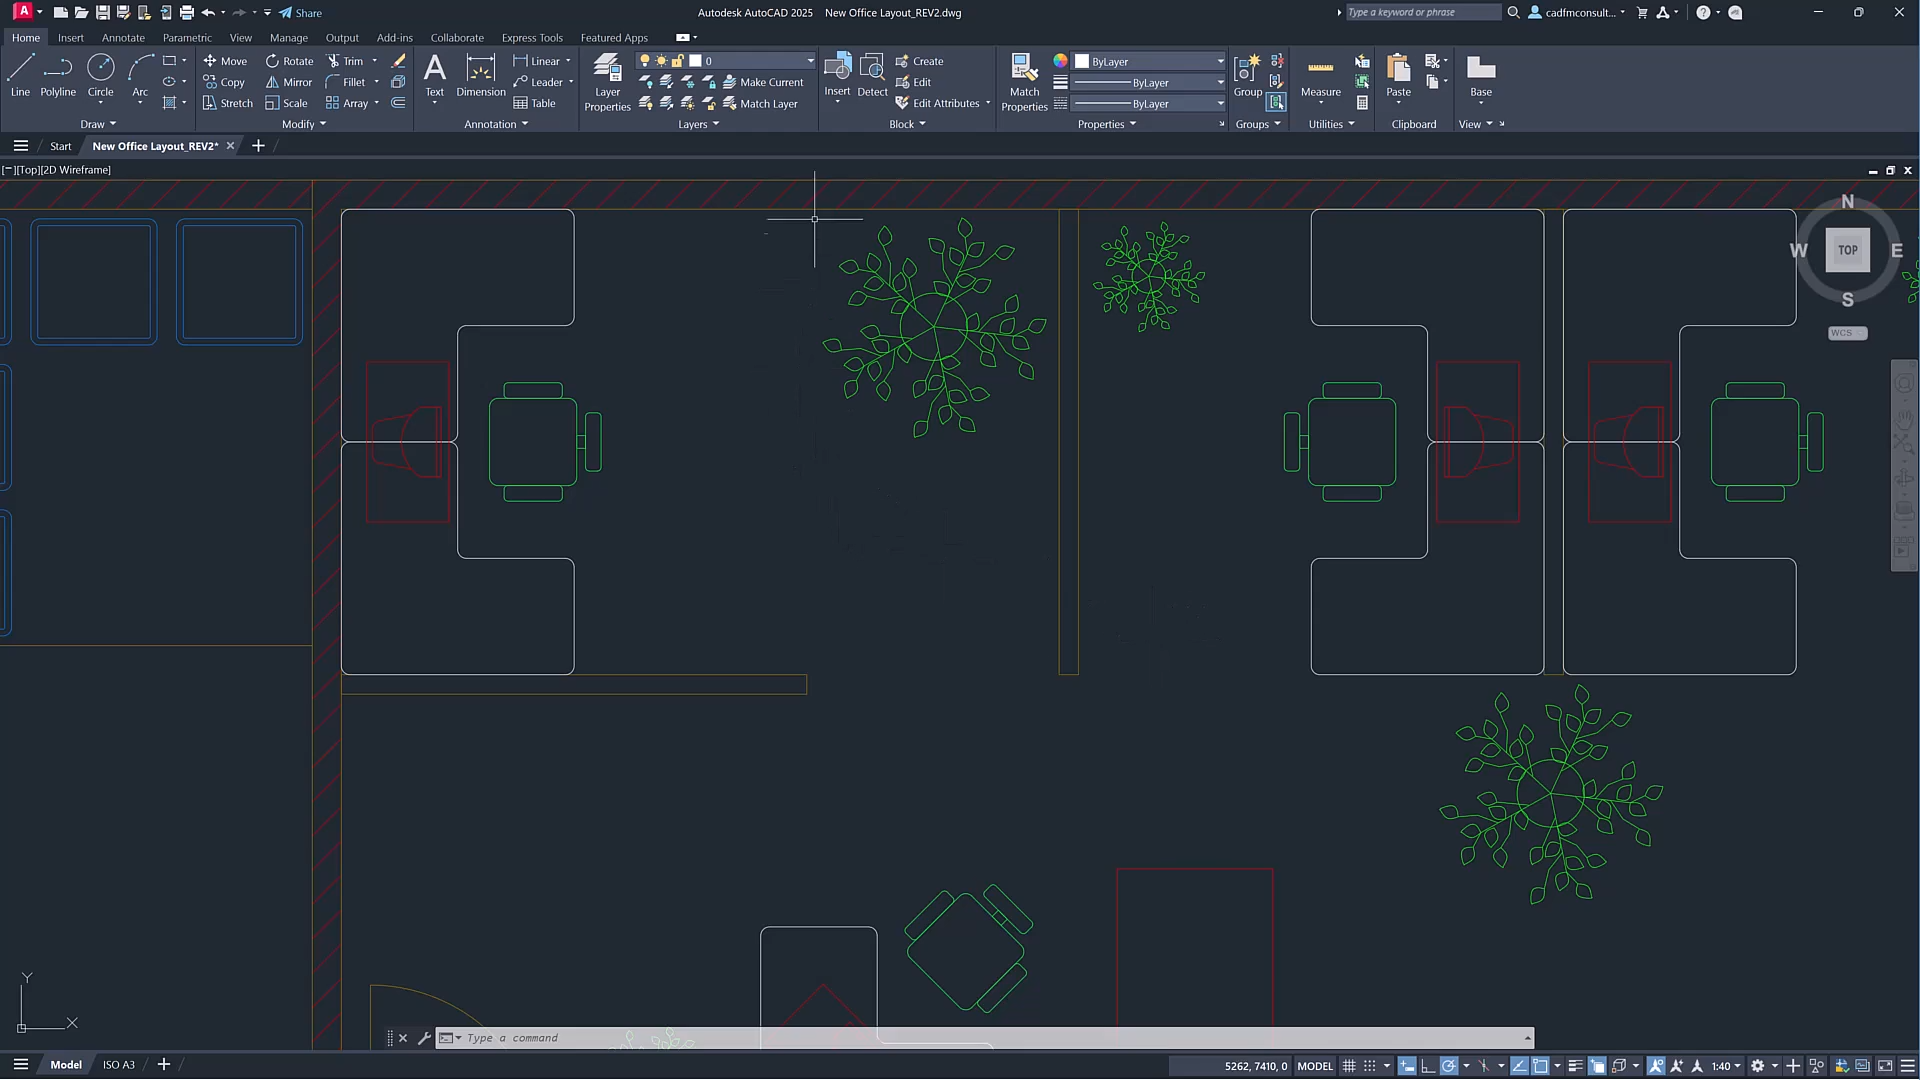 A
Share
Autodesk AutoCAD 2025 New Office Layout_REV2.dwg
Type a keyword or phrase
cadfmconsult...
Home Insert Annotate Parametric View Manage Output Add-ins Collaborate Express Tools Featured Apps
Line
Polyline
Circle
Arc
Draw
Move Rotate Trim
Copy Mirror Fillet
Stretch Scale Array
Modify
A
Text
Dimension
Linear
Leader
Table
Annotation
Layer
Properties
0
Make Current
Match Layer
Layers
Insert
Detect
Create
Edit
Edit Attributes
Block
Match
Properties
ByLayer
ByLayer
ByLayer
Properties
Group
Groups
Measure
Utilities
Paste
Clipboard
Base
View
Start New Office Layout_REV2*
[−][Top][2D Wireframe]
N
W TOP E
S
WCS
Y
X
Type a command
Model ISO A3
5262, 7410, 0 MODEL
1:40